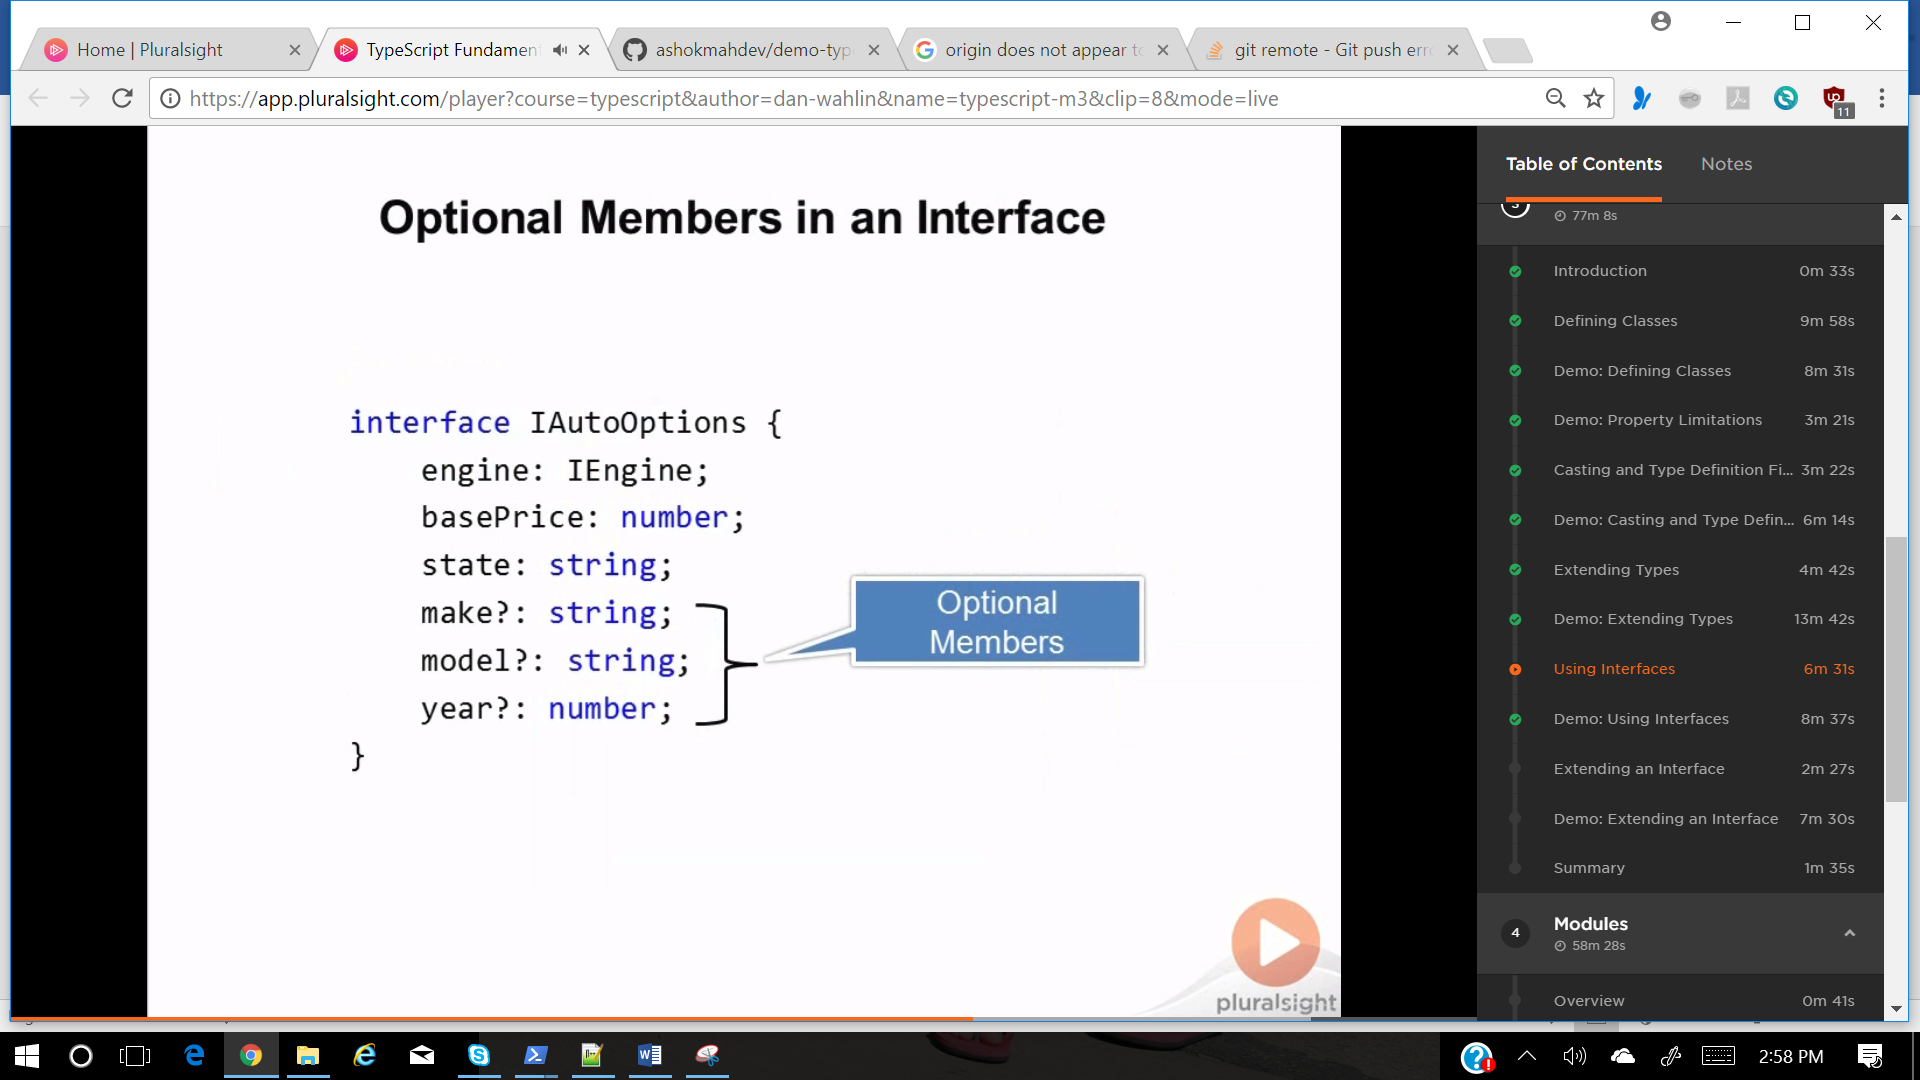 Home | Pluralsight
TypeScript Fundament
ashokmahdev/demo-type
origin does not appear to
git remote - Git push erro
https://app.pluralsight.com/player?course=typescript&author=dan-wahlin&name=typescript-m3&clip=8&mode=live
11
Optional Members in an Interface
interface IAutoOptions {
engine: IEngine;
basePrice: number;
state: string;
make?: string;
model?: string;
year?: number;
}
Optional
Members
pluralsight
Table of Contents
Notes
3
77m 8s
Introduction 0m 33s
Defining Classes 9m 58s
Demo: Defining Classes 8m 31s
Demo: Property Limitations 3m 21s
Casting and Type Definition Fi... 3m 22s
Demo: Casting and Type Defin... 6m 14s
Extending Types 4m 42s
Demo: Extending Types 13m 42s
Using Interfaces 6m 31s
Demo: Using Interfaces 8m 37s
Extending an Interface 2m 27s
Demo: Extending an Interface 7m 30s
Summary 1m 35s
4 Modules
58m 28s
Overview 0m 41s
2:58 PM